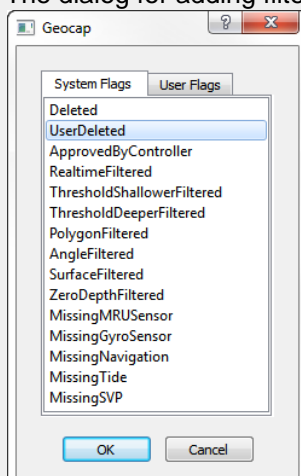 The dialog for adding filte
Geocap
System Flags User Flags
Deleted
UserDeleted
ApprovedByController
RealtimeFiltered
ThresholdShallowerFiltered
ThresholdDeeperFiltered
PolygonFiltered
AngleFiltered
SurfaceFiltered
ZeroDepthFiltered
MissingMRUSensor
MissingGyroSensor
MissingNavigation
MissingTide
MissingSVP
OK Cancel